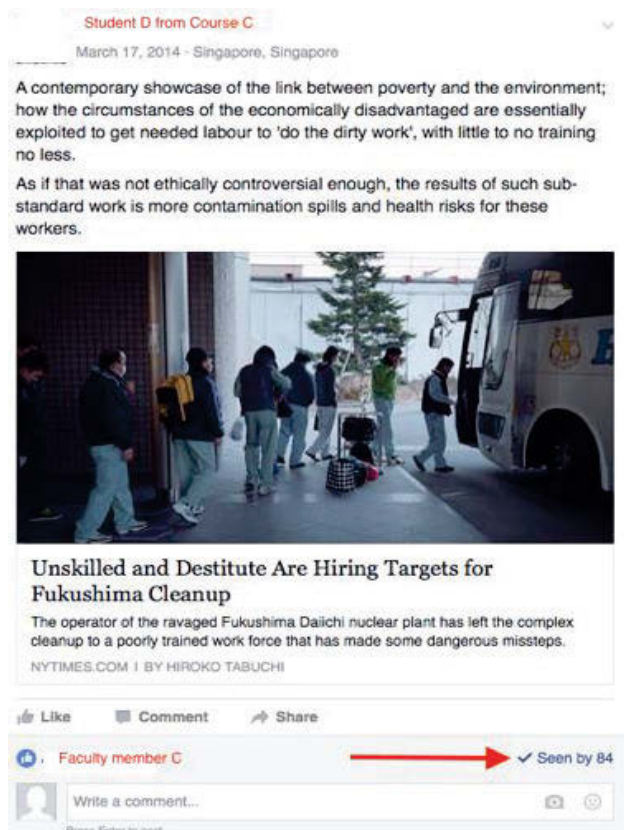 Student D from Course C
March 17, 2014 · Singapore, Singapore
A contemporary showcase of the link between poverty and the environment;
how the circumstances of the economically disadvantaged are essentially
exploited to get needed labour to 'do the dirty work', with little to no training
no less.
As if that was not ethically controversial enough, the results of such sub-
standard work is more contamination spills and health risks for these
workers.
Unskilled and Destitute Are Hiring Targets for
Fukushima Cleanup
The operator of the ravaged Fukushima Daiichi nuclear plant has left the complex
cleanup to a poorly trained work force that has made some dangerous missteps.
NYTIMES.COM | BY HIROKO TABUCHI
Like Comment Share
Faculty member C Seen by 84
Write a comment...
Press Enter to post.